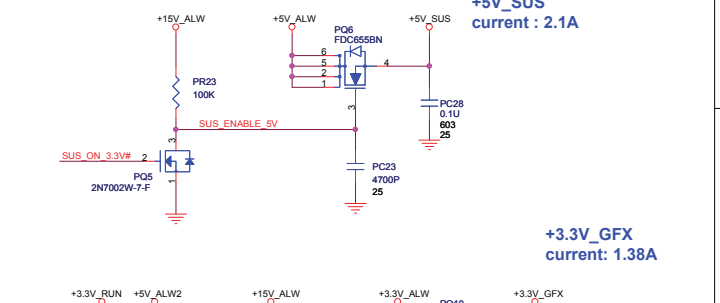 +5V_SUS
current : 2.1A
+15V_ALW
+5V_ALW
+5V_SUS
PQ6
FDC655BN
6
5
2
1
4
3
PR23
100K
PC28
0.1U
603
25
SUS_ENABLE_5V
3
SUS_ON_3.3V#
2
1
PQ5
2N7002W-7-F
PC23
4700P
25
+3.3V_GFX
current: 1.38A
+3.3V_RUN
+5V_ALW2
+15V_ALW
+3.3V_ALW
+3.3V_GFX